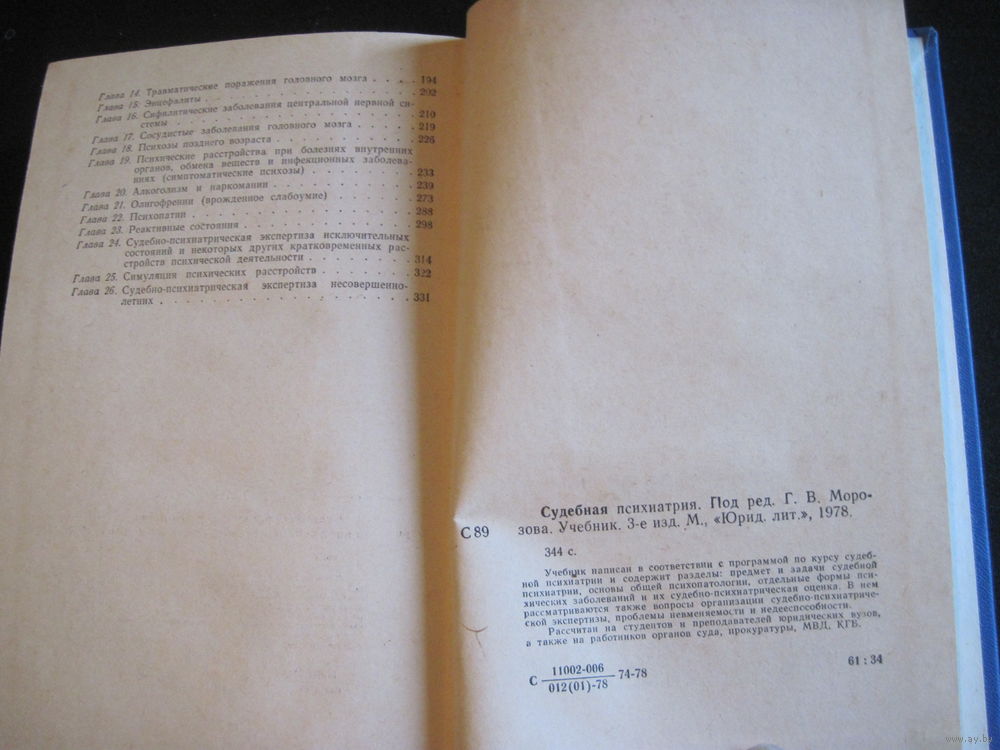 Глава 14. Травматические поражения головного мозга . . . . 194
Глава 15. Энцефалиты . . . . . . . . . . . . . . . . 202
Глава 16. Сифилитические заболевания центральной нервной си-
стемы . . . . . . . . . . . . . . . . . . 210
Глава 17. Сосудистые заболевания головного мозга . . . . . 219
Глава 18. Психозы позднего возраста . . . . . . . . . . . 226
Глава 19. Психические расстройства при болезнях внутренних
органов, обмена веществ и инфекционных заболева-
ниях (симптоматические психозы) . . . . . . . . 233
Глава 20. Алкоголизм и наркомании . . . . . . . . . . . 239
Глава 21. Олигофрении (врожденное слабоумие) . . . . . . 273
Глава 22. Психопатии . . . . . . . . . . . . . . . . 288
Глава 23. Реактивные состояния . . . . . . . . . . . . 298
Глава 24. Судебно-психиатрическая экспертиза исключительных
состояний и некоторых других кратковременных рас-
стройств психической деятельности . . . . . . . . 314
Глава 25. Симуляция психических расстройств . . . . . . . 322
Глава 26. Судебно-психиатрическая экспертиза несовершенно-
летних . . . . . . . . . . . . . . . . . . 331
Судебная психиатрия. Под ред. Г. В. Моро-
С 89 зова. Учебник. 3-е изд. М., «Юрид. лит.», 1978.
344 с.
Учебник написан в соответствии с программой по курсу судеб-
ной психиатрии и содержит разделы: предмет и задачи судебной
психиатрии, основы общей психопатологии, отдельные формы пси-
хических заболеваний и их судебно-психиатрическая оценка. В нем
рассматриваются также вопросы организации судебно-психиатриче-
ской экспертизы, проблемы невменяемости и недееспособности.
Рассчитан на студентов и преподавателей юридических вузов,
а также на работников органов суда, прокуратуры, МВД, КГБ.
11002-006
С 74-78 61 : 34
012(01)-78
www.ay.by